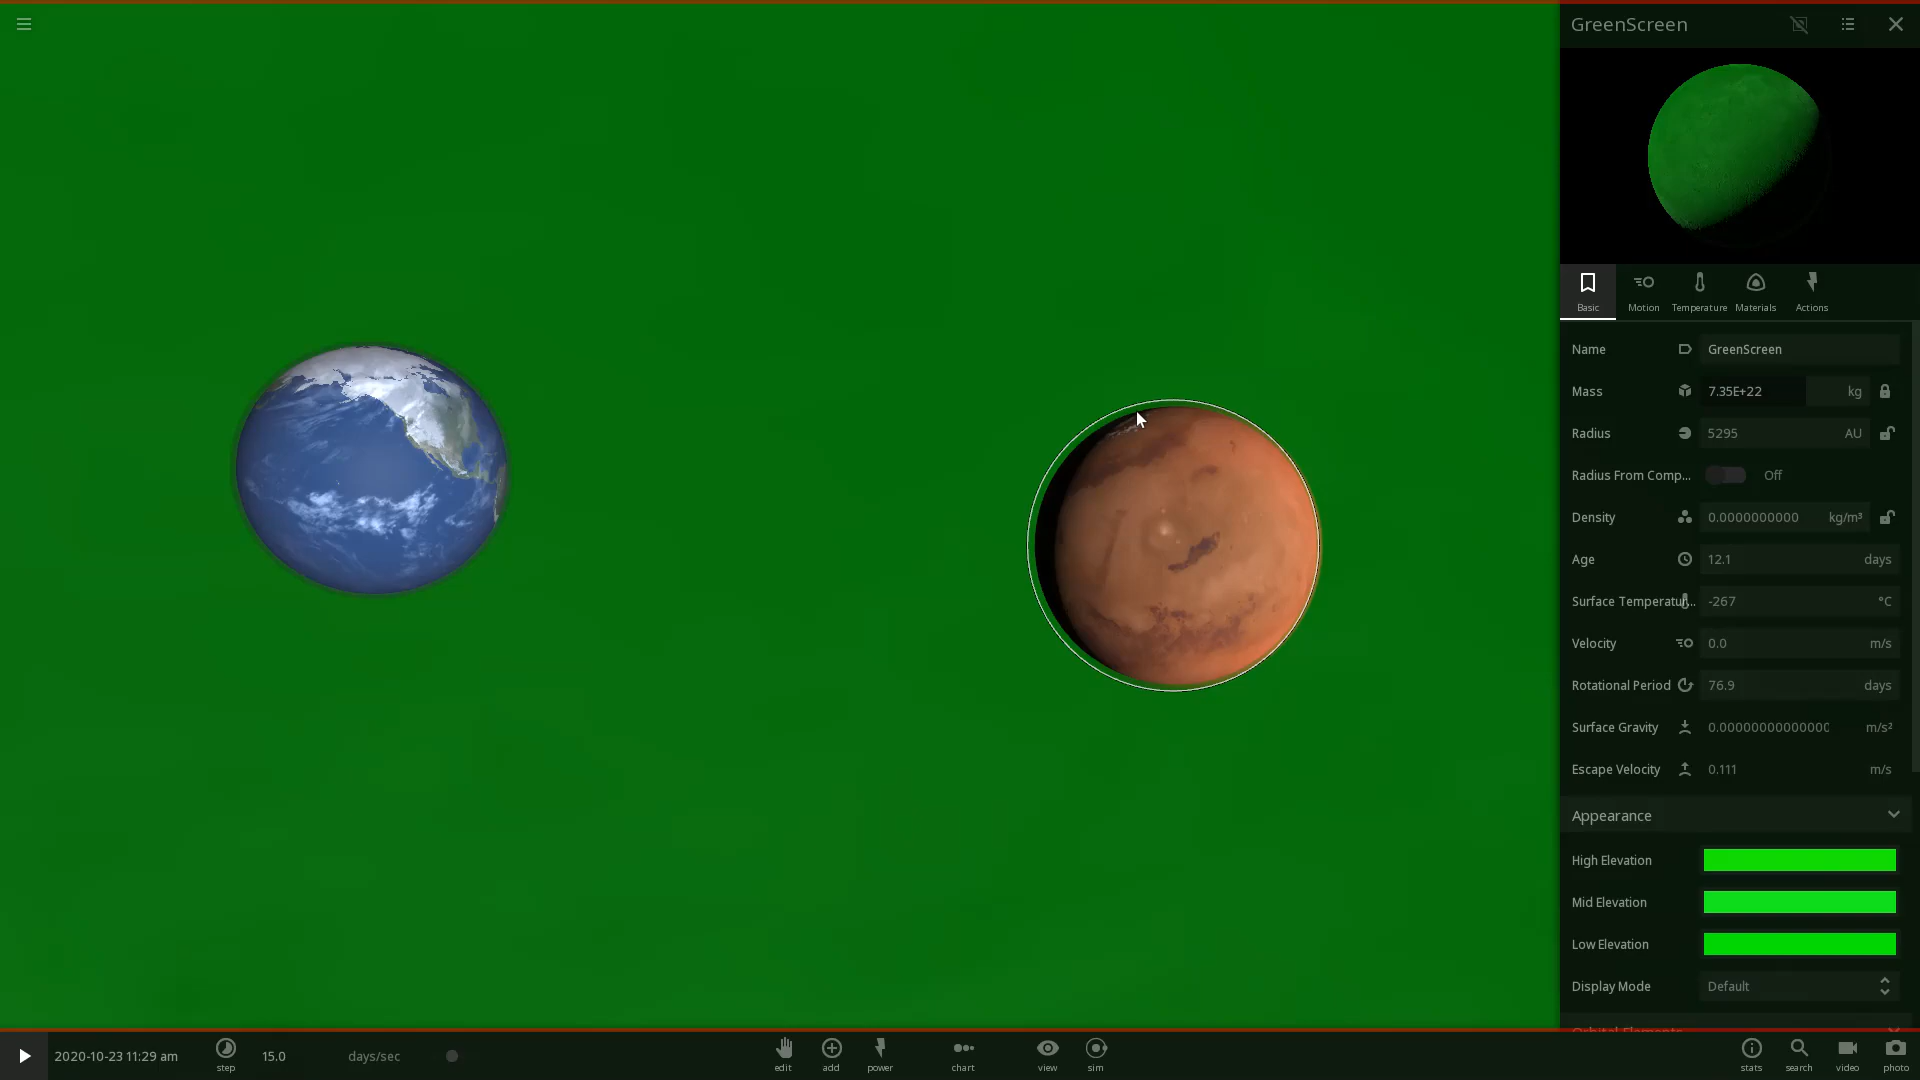 GreenScreen
Basic
Motion
Temperature
Materials
Actions
Name GreenScreen
Mass 7.35E+22 kg
Radius 5295 AU
Radius From Comp... Off
Density 0.0000000000 kg/m³
Age 12.1 days
Surface Temperatur... -267 °C
Velocity 0.0 m/s
Rotational Period 76.9 days
Surface Gravity 0.00000000000000 m/s²
Escape Velocity 0.111 m/s
Appearance
High Elevation
Mid Elevation
Low Elevation
Display Mode Default
Orbital Elements
2020-10-23 11:29 am
step
15.0 days/sec
edit
add
power
chart
view
sim
stats
search
video
photo